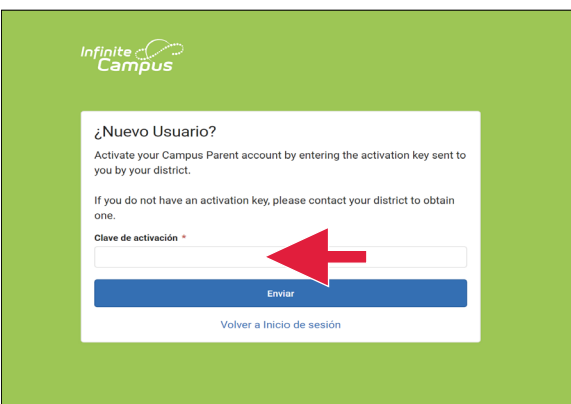 Infinite
Campus
¿Nuevo Usuario?
Activate your Campus Parent account by entering the activation key sent to
you by your district.
If you do not have an activation key, please contact your district to obtain
one.
Clave de activación *
Enviar
Volver a Inicio de sesión